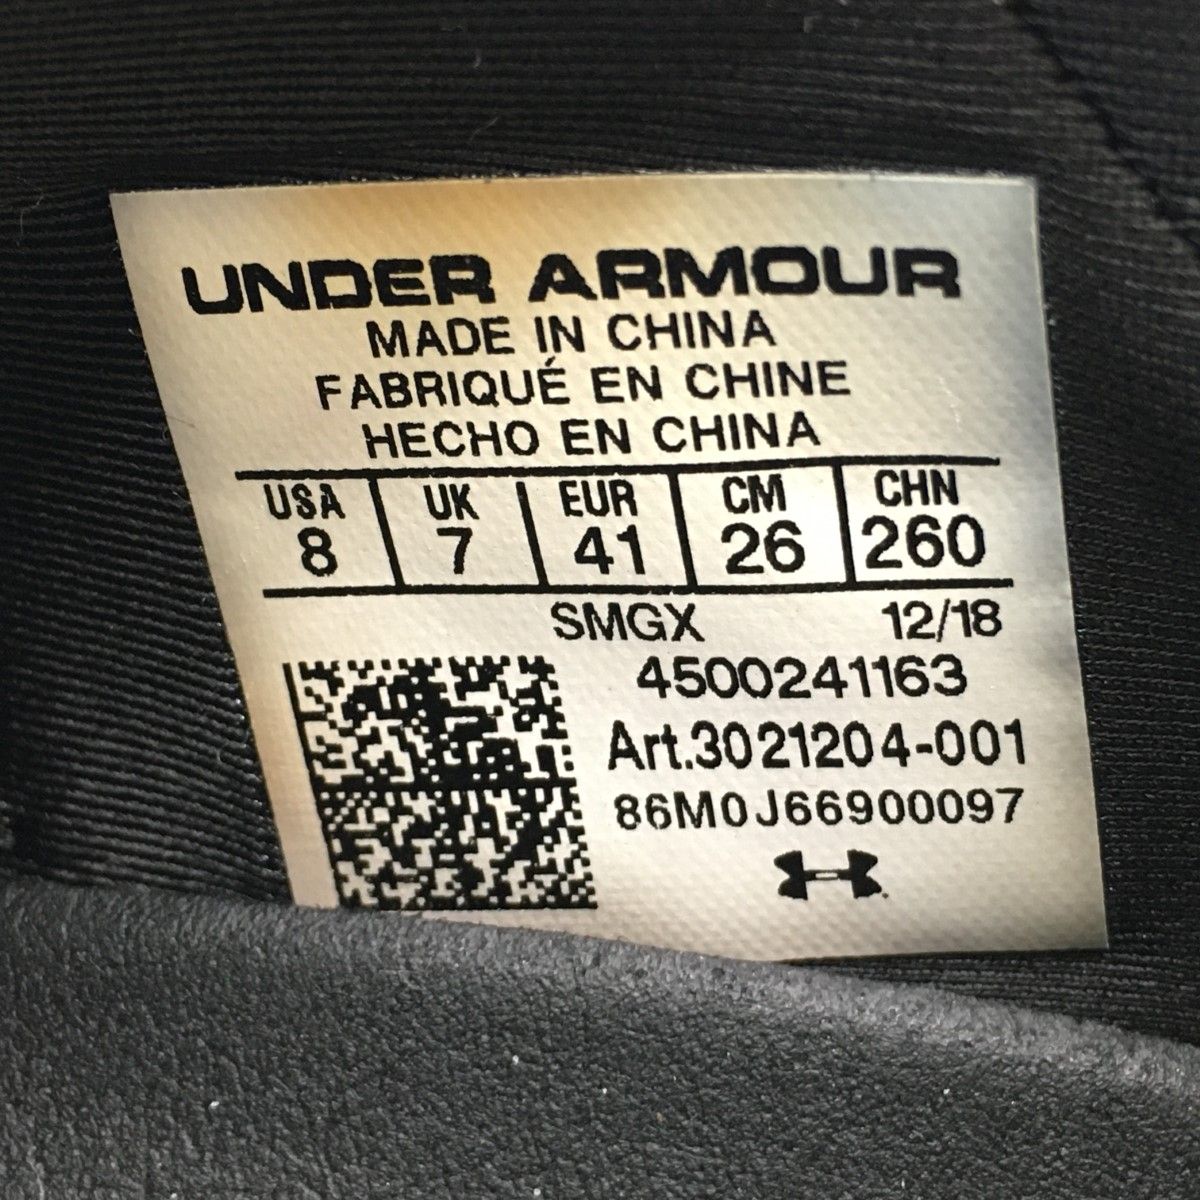 UNDER ARMOUR
MADE IN CHINA
FABRIQUÉ EN CHINE
HECHO EN CHINA
USA UK EUR CM CHN
8 7 41 26 260
SMGX 12/18
4500241163
Art.3021204-001
86M0J66900097